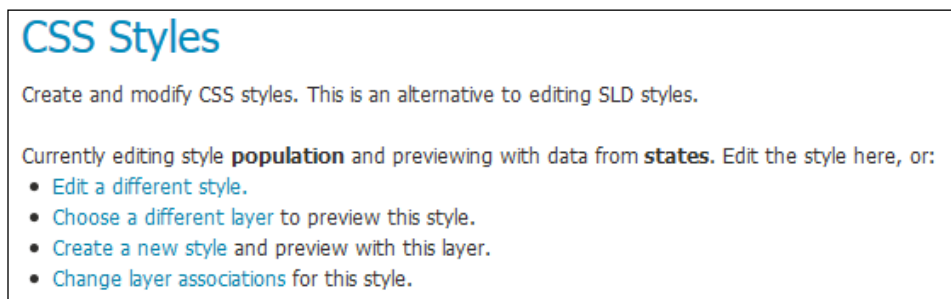 CSS Styles
Create and modify CSS styles. This is an alternative to editing SLD styles.
Currently editing style population and previewing with data from states. Edit the style here, or:
• Edit a different style.
• Choose a different layer to preview this style.
• Create a new style and preview with this layer.
• Change layer associations for this style.